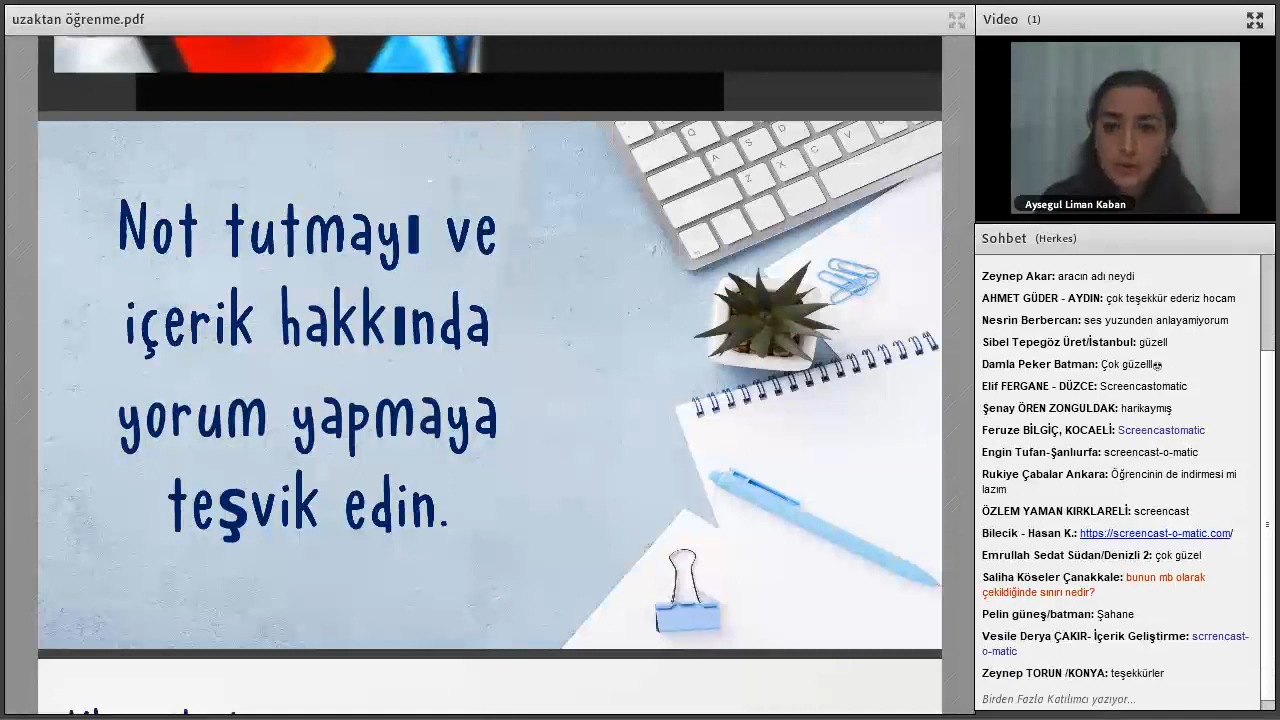 uzaktan öğrenme.pdf
Not tutmayı ve
içerik hakkında
yorum yapmaya
teşvik edin.
Video (1)
Aysegul Liman Kaban
Sohbet (Herkes)
Zeynep Akar: aracın adı neydi
AHMET GÜDER - AYDIN: çok teşekkür ederiz hocam
Nesrin Berbercan: ses yuzunden anlayamiyorum
Sibel Tepegöz Üret/İstanbul: güzell
Damla Peker Batman: Çok güzelll
Elif FERGANE - DÜZCE: Screencastomatic
Şenay ÖREN ZONGULDAK: harikaymış
Feruze BİLGİÇ, KOCAELİ: Screencastomatic
Engin Tufan-Şanlıurfa: screencast-o-matic
Rukiye Çabalar Ankara: Öğrencinin de indirmesi mi
lazım
ÖZLEM YAMAN KIRKLARELİ: screencast
Bilecik - Hasan K.: https://screencast-o-matic.com/
Emrullah Sedat Südan/Denizli 2: çok güzel
Saliha Köseler Çanakkale: bunun mb olarak
çekildiğinde sınırı nedir?
Pelin güneş/batman: Şahane
Vesile Derya ÇAKIR- İçerik Geliştirme: scrrencast-
o-matic
Zeynep TORUN /KONYA: teşekkürler
Birden Fazla Katılımcı yazıyor...